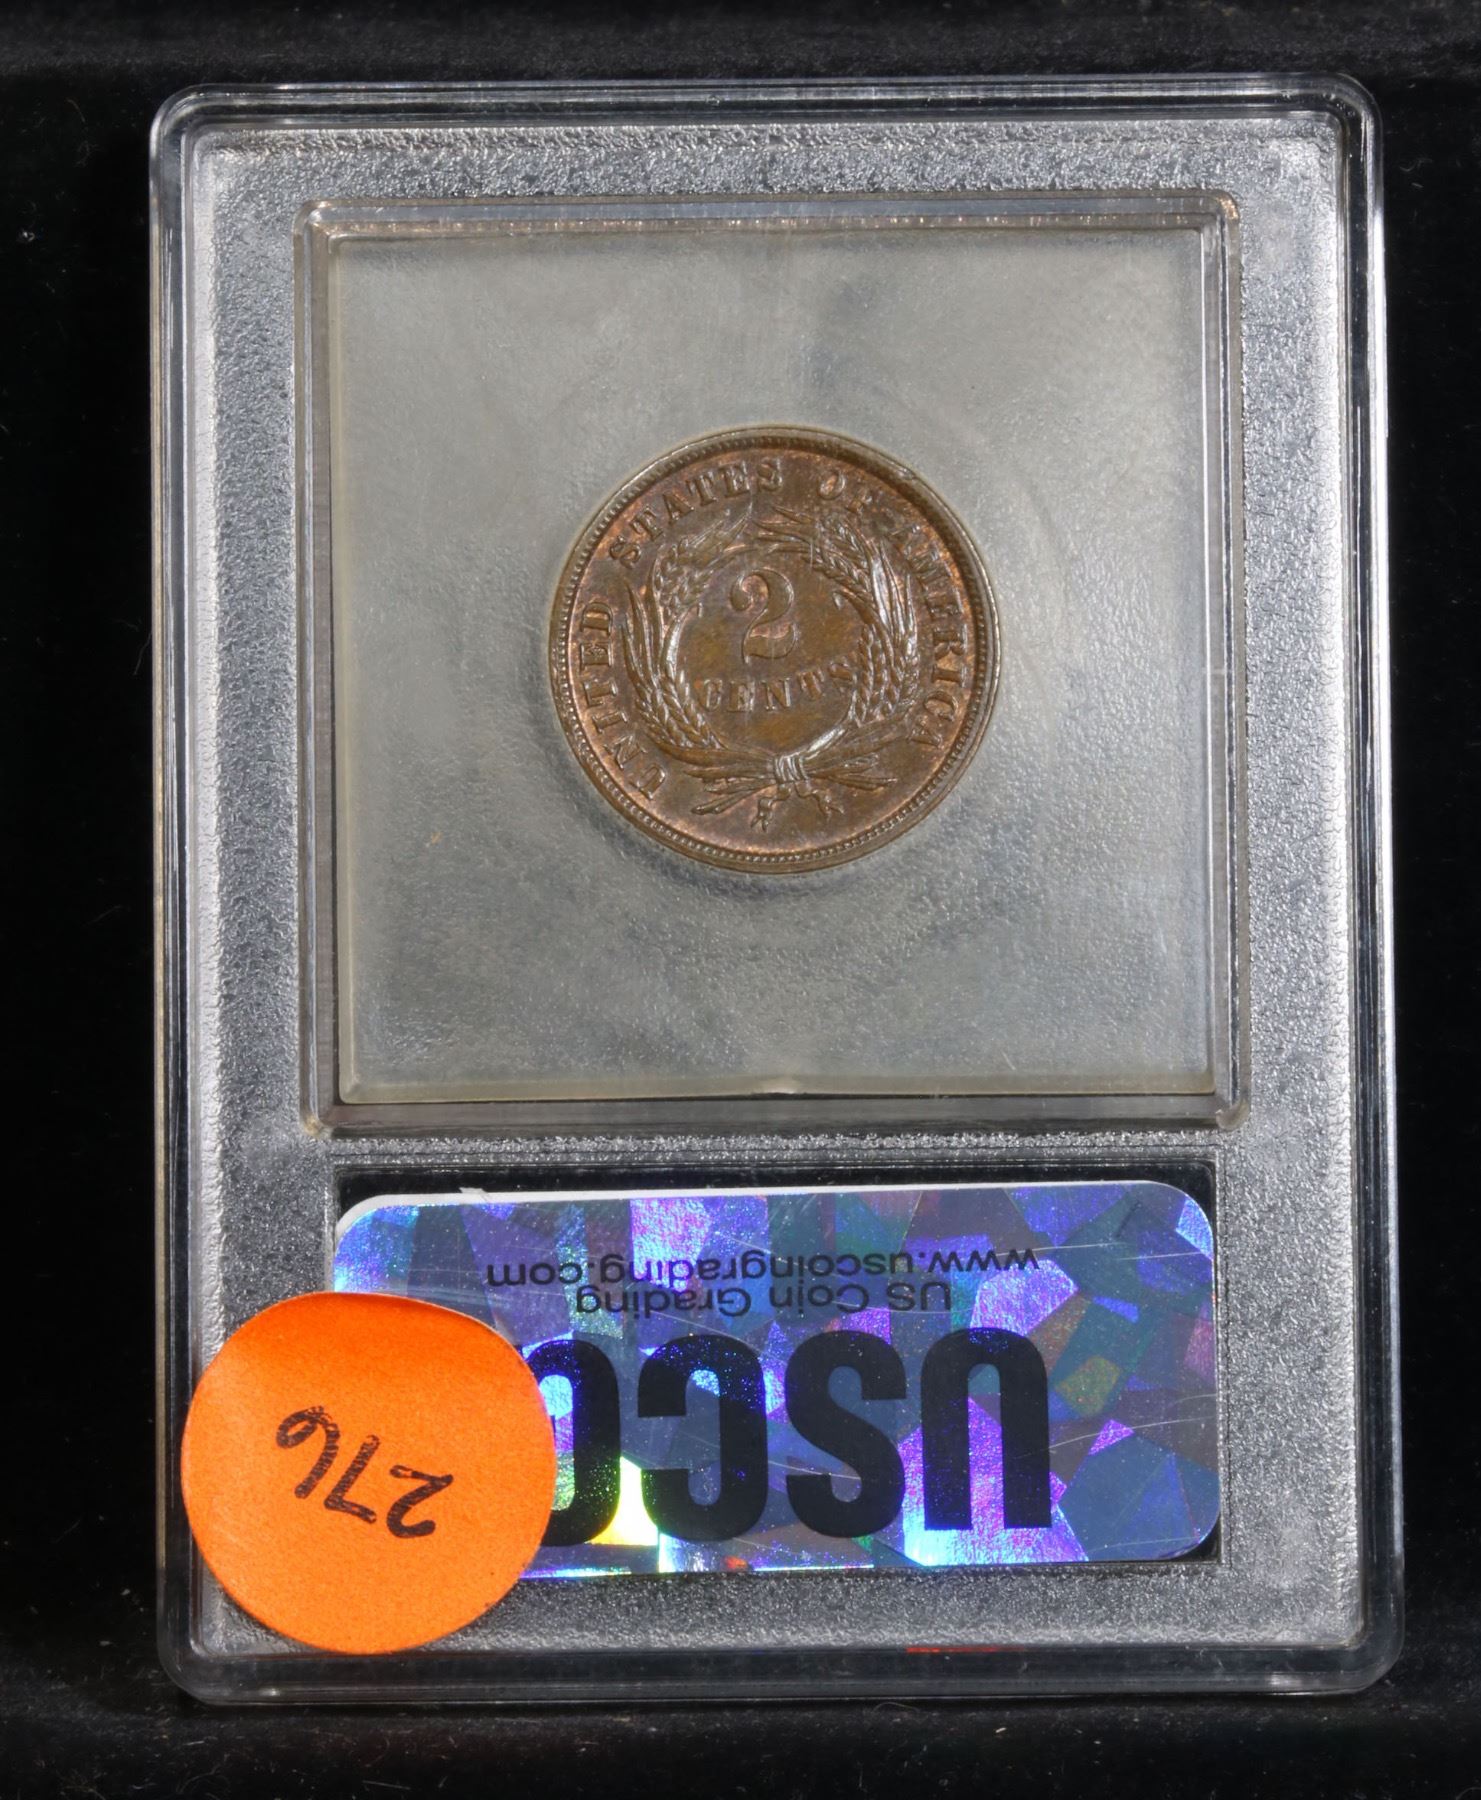 UNITED STATES OF AMERICA
2
CENTS
USCG
US Coin Grading
www.uscoingrading.com
276